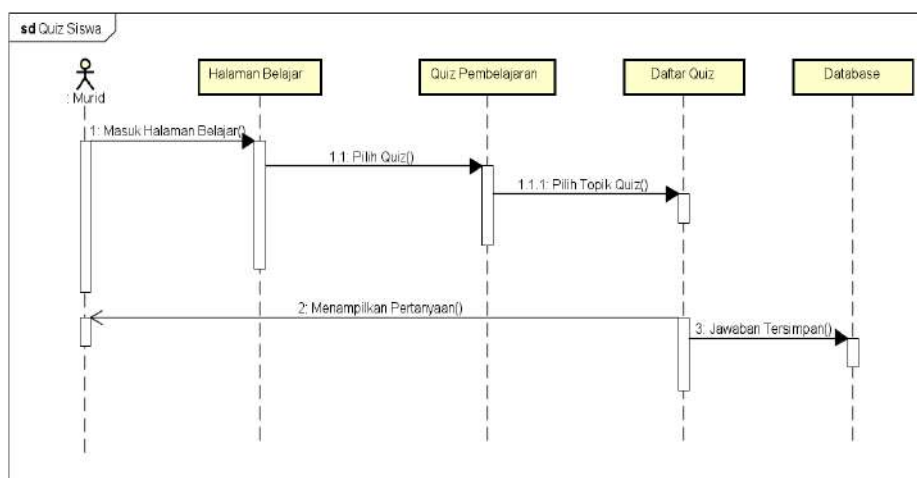 sd Quiz Siswa
: Murid
Halaman Belajar
Quiz Pembelajaran
Daftar Quiz
Database
1: Masuk Halaman Belajar()
1.1: Pilih Quiz()
1.1.1: Pilih Topik Quiz()
2: Menampilkan Pertanyaan()
3: Jawaban Tersimpan()